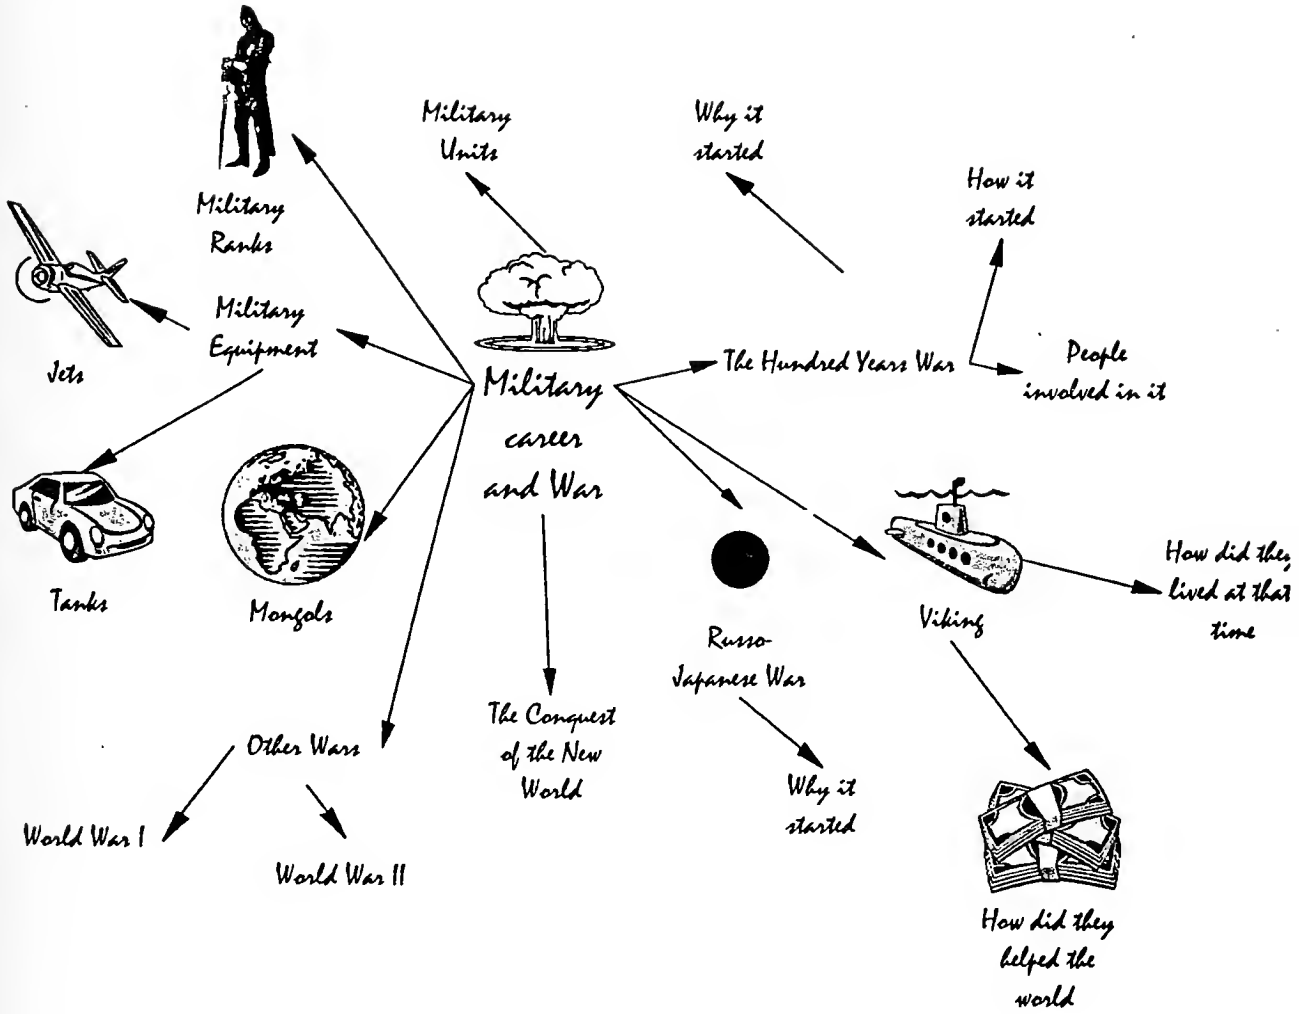 Military
Units
Why it
started
How it
started
Military
Ranks
Military
Equipment
Jets
The Hundred Years War
People
involved in it
Military
career
and War
Tanks
Mongols
Viking
How did they
lived at that
time
Russo-
Japanese War
The Conquest
of the New
World
Other Wars
Why it
started
World War I
World War II
How did they
helped the
world